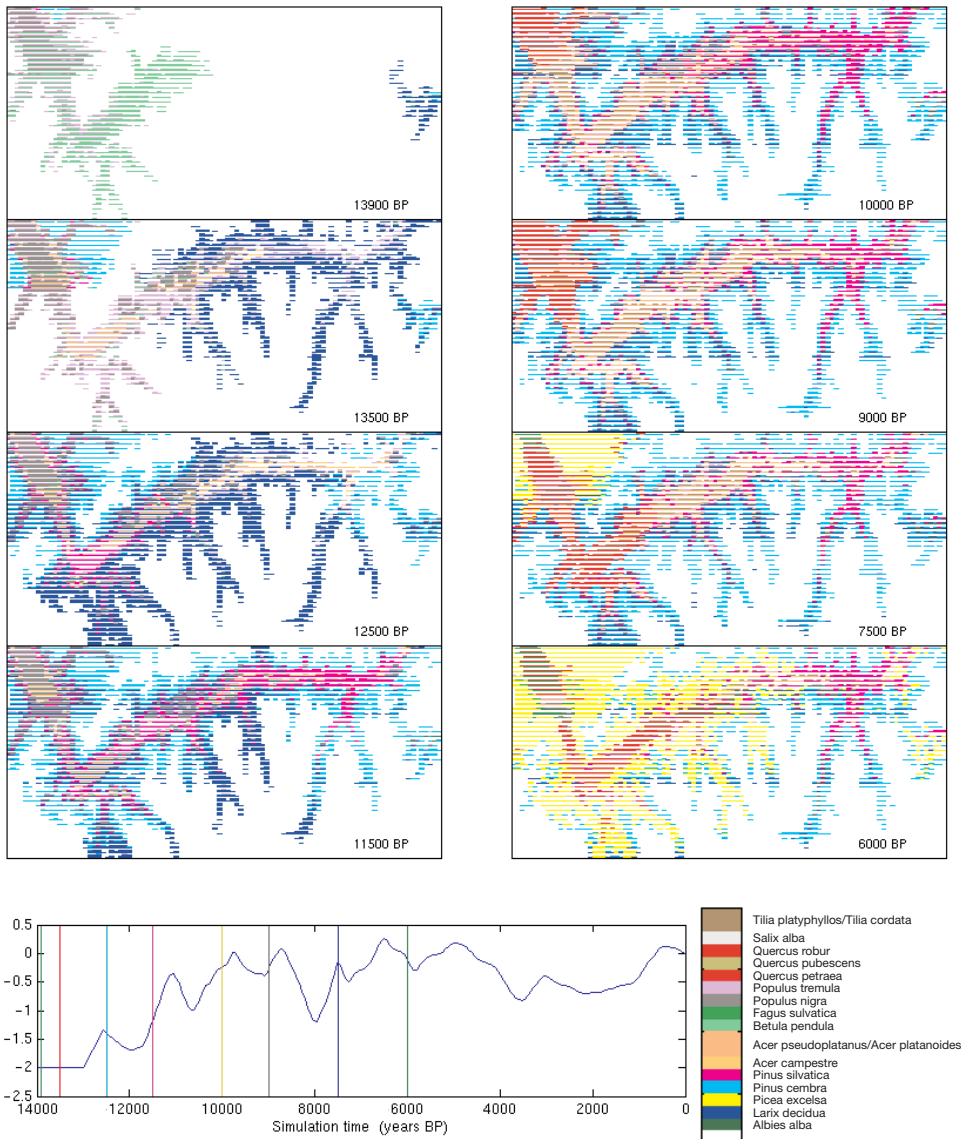 13900 BP
13500 BP
12500 BP
11500 BP
10000 BP
9000 BP
7500 BP
6000 BP
0.5
0
-0.5
-1
-1.5
-2
-2.5
14000
12000
10000
8000
6000
4000
2000
0
Simulation time (years BP)
Tilia platyphyllos/Tilia cordata
Salix alba
Quercus robur
Quercus pubescens
Quercus petraea
Populus tremula
Populus nigra
Fagus sulvatica
Betula pendula
Acer pseudoplatanus/Acer platanoides
Acer campestre
Pinus silvatica
Pinus cembra
Picea excelsa
Larix decidua
Albies alba